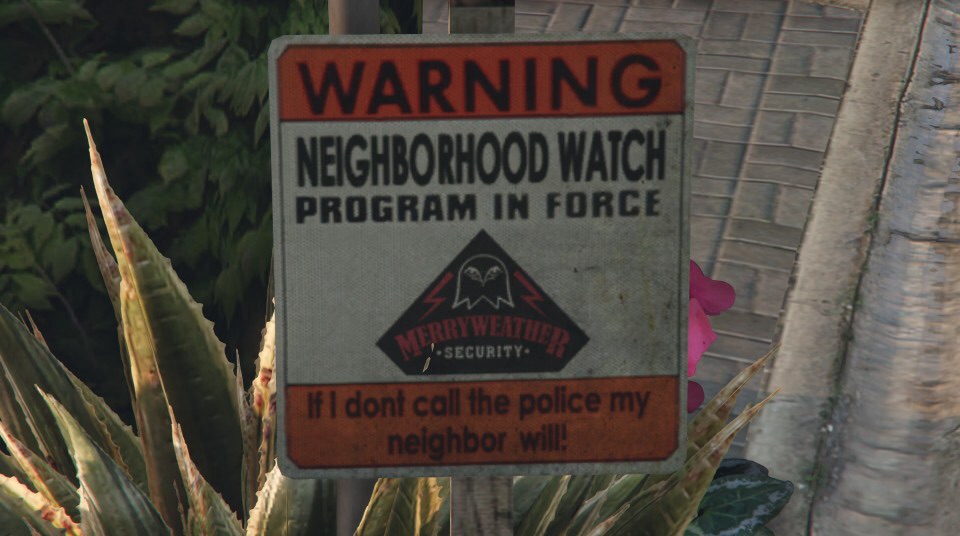 WARNING
NEIGHBORHOOD WATCH
PROGRAM IN FORCE
MERRYWEATHER
·SECURITY·
If I dont call the police my
neighbor will!